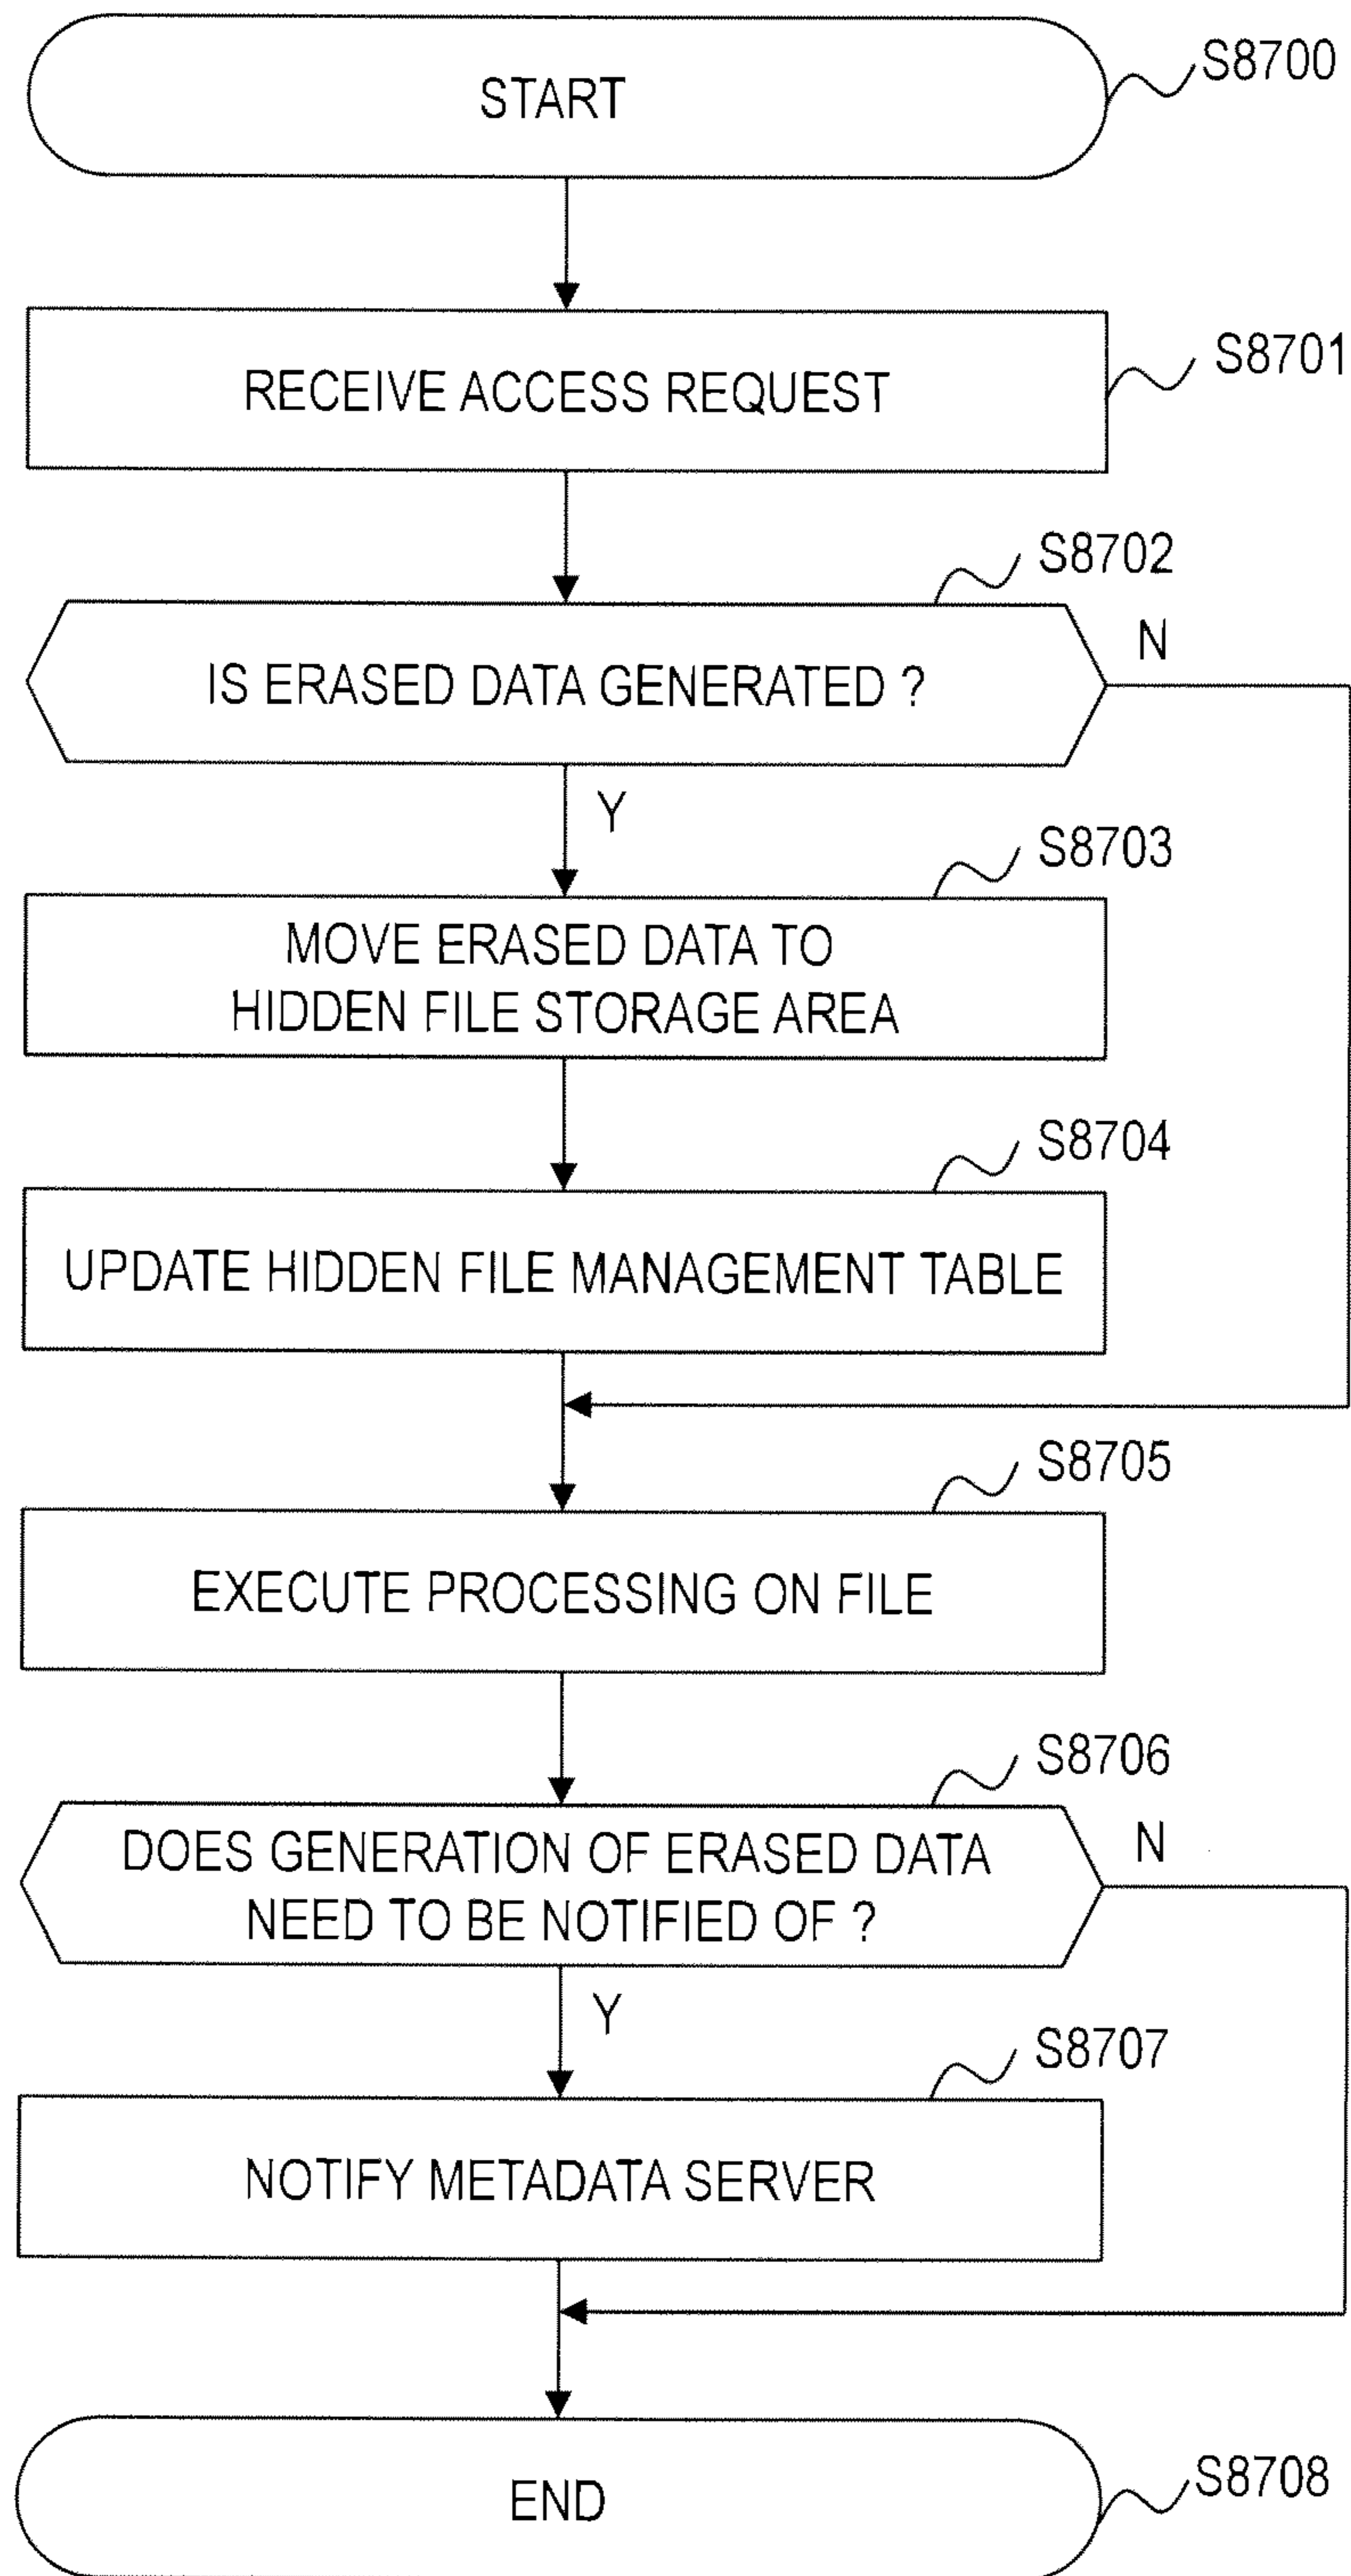 START
S8700
RECEIVE ACCESS REQUEST
S8701
S8702
IS ERASED DATA GENERATED ?
N
Y
S8703
MOVE ERASED DATA TO
HIDDEN FILE STORAGE AREA
S8704
UPDATE HIDDEN FILE MANAGEMENT TABLE
S8705
EXECUTE PROCESSING ON FILE
S8706
DOES GENERATION OF ERASED DATA
NEED TO BE NOTIFIED OF ?
N
Y
S8707
NOTIFY METADATA SERVER
END
S8708